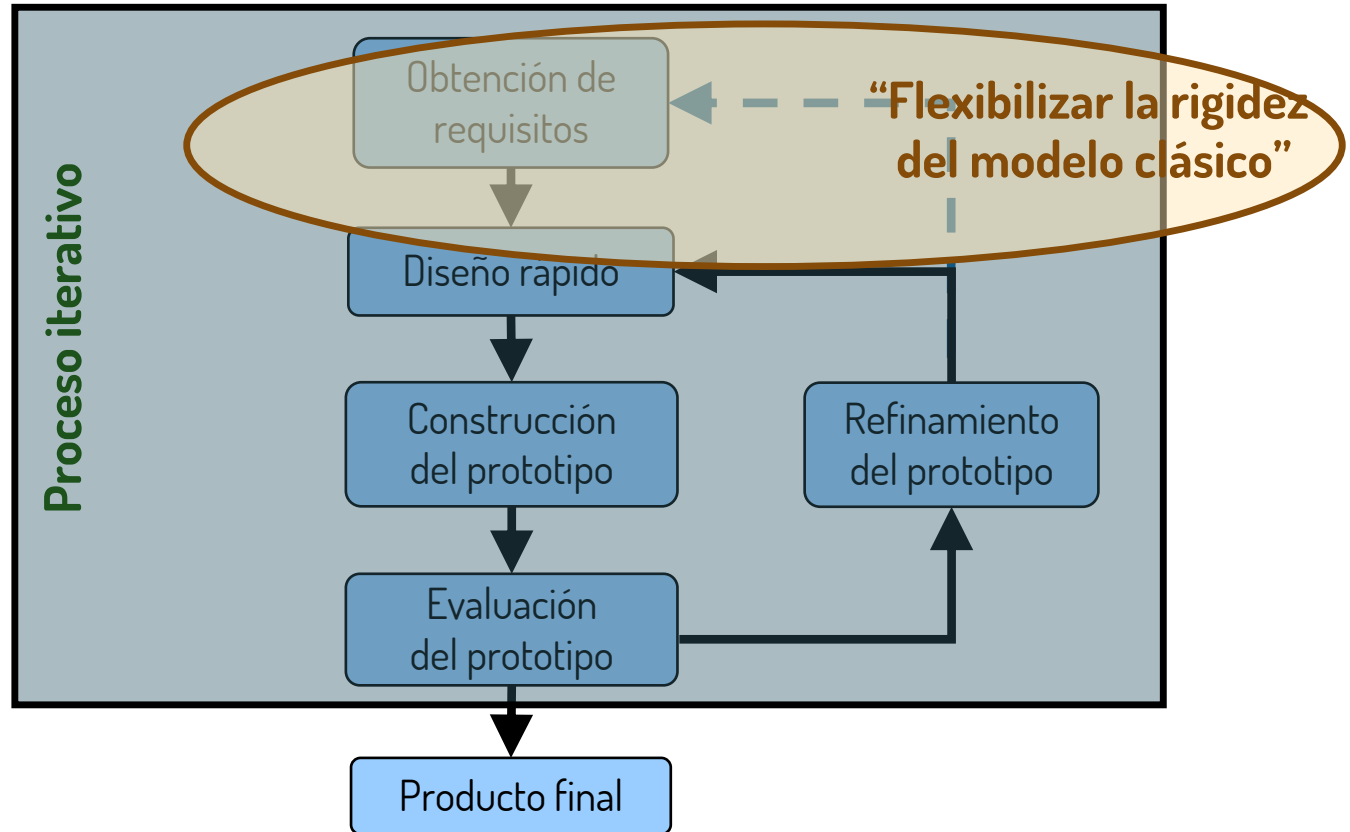 Obtención de
requisitos
“Flexibilizar la rigidez
del modelo clásico”
Proceso iterativo
Diseño rápido
Construcción
del prototipo
Refinamiento
del prototipo
Evaluación
del prototipo
Producto final